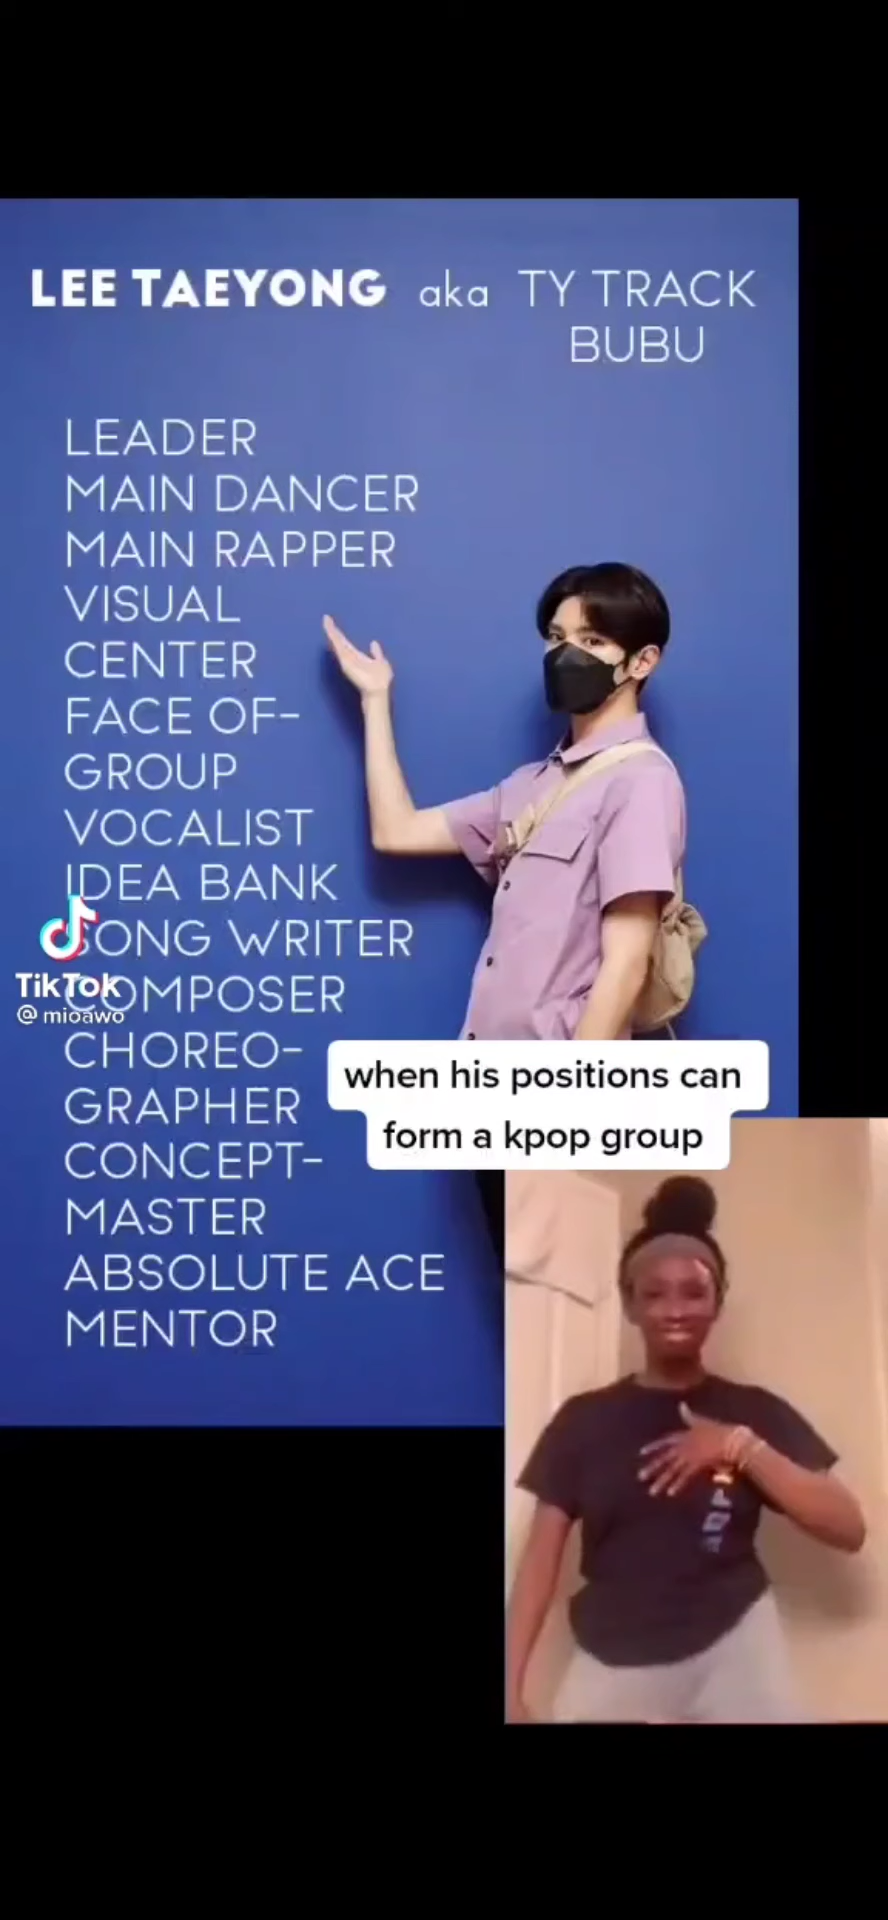 LEE TAEYONG aka TY TRACK
BUBU
LEADER
MAIN DANCER
MAIN RAPPER
VISUAL
CENTER
FACE OF-
GROUP
VOCALIST
IDEA BANK
SONG WRITER
TikTok
COMPOSER
@mioawo
CHOREO-
GRAPHER
CONCEPT-
MASTER
ABSOLUTE ACE
MENTOR
when his positions can
form a kpop group